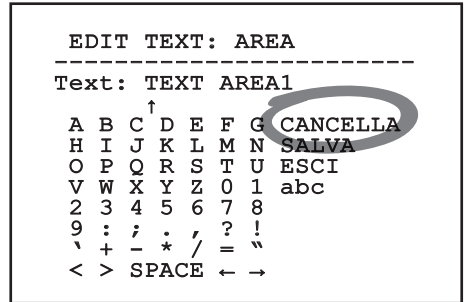 EDIT TEXT: AREA
------------------------
Text: TEXT AREA1
↑
A B C D E F G CANCELLA
H I J K L M N SALVA
O P Q R S T U ESCI
V W X Y Z 0 1 abc
2 3 4 5 6 7 8
9 : ; . , ? !
‛ + - * / = ‟
< > SPACE ← →